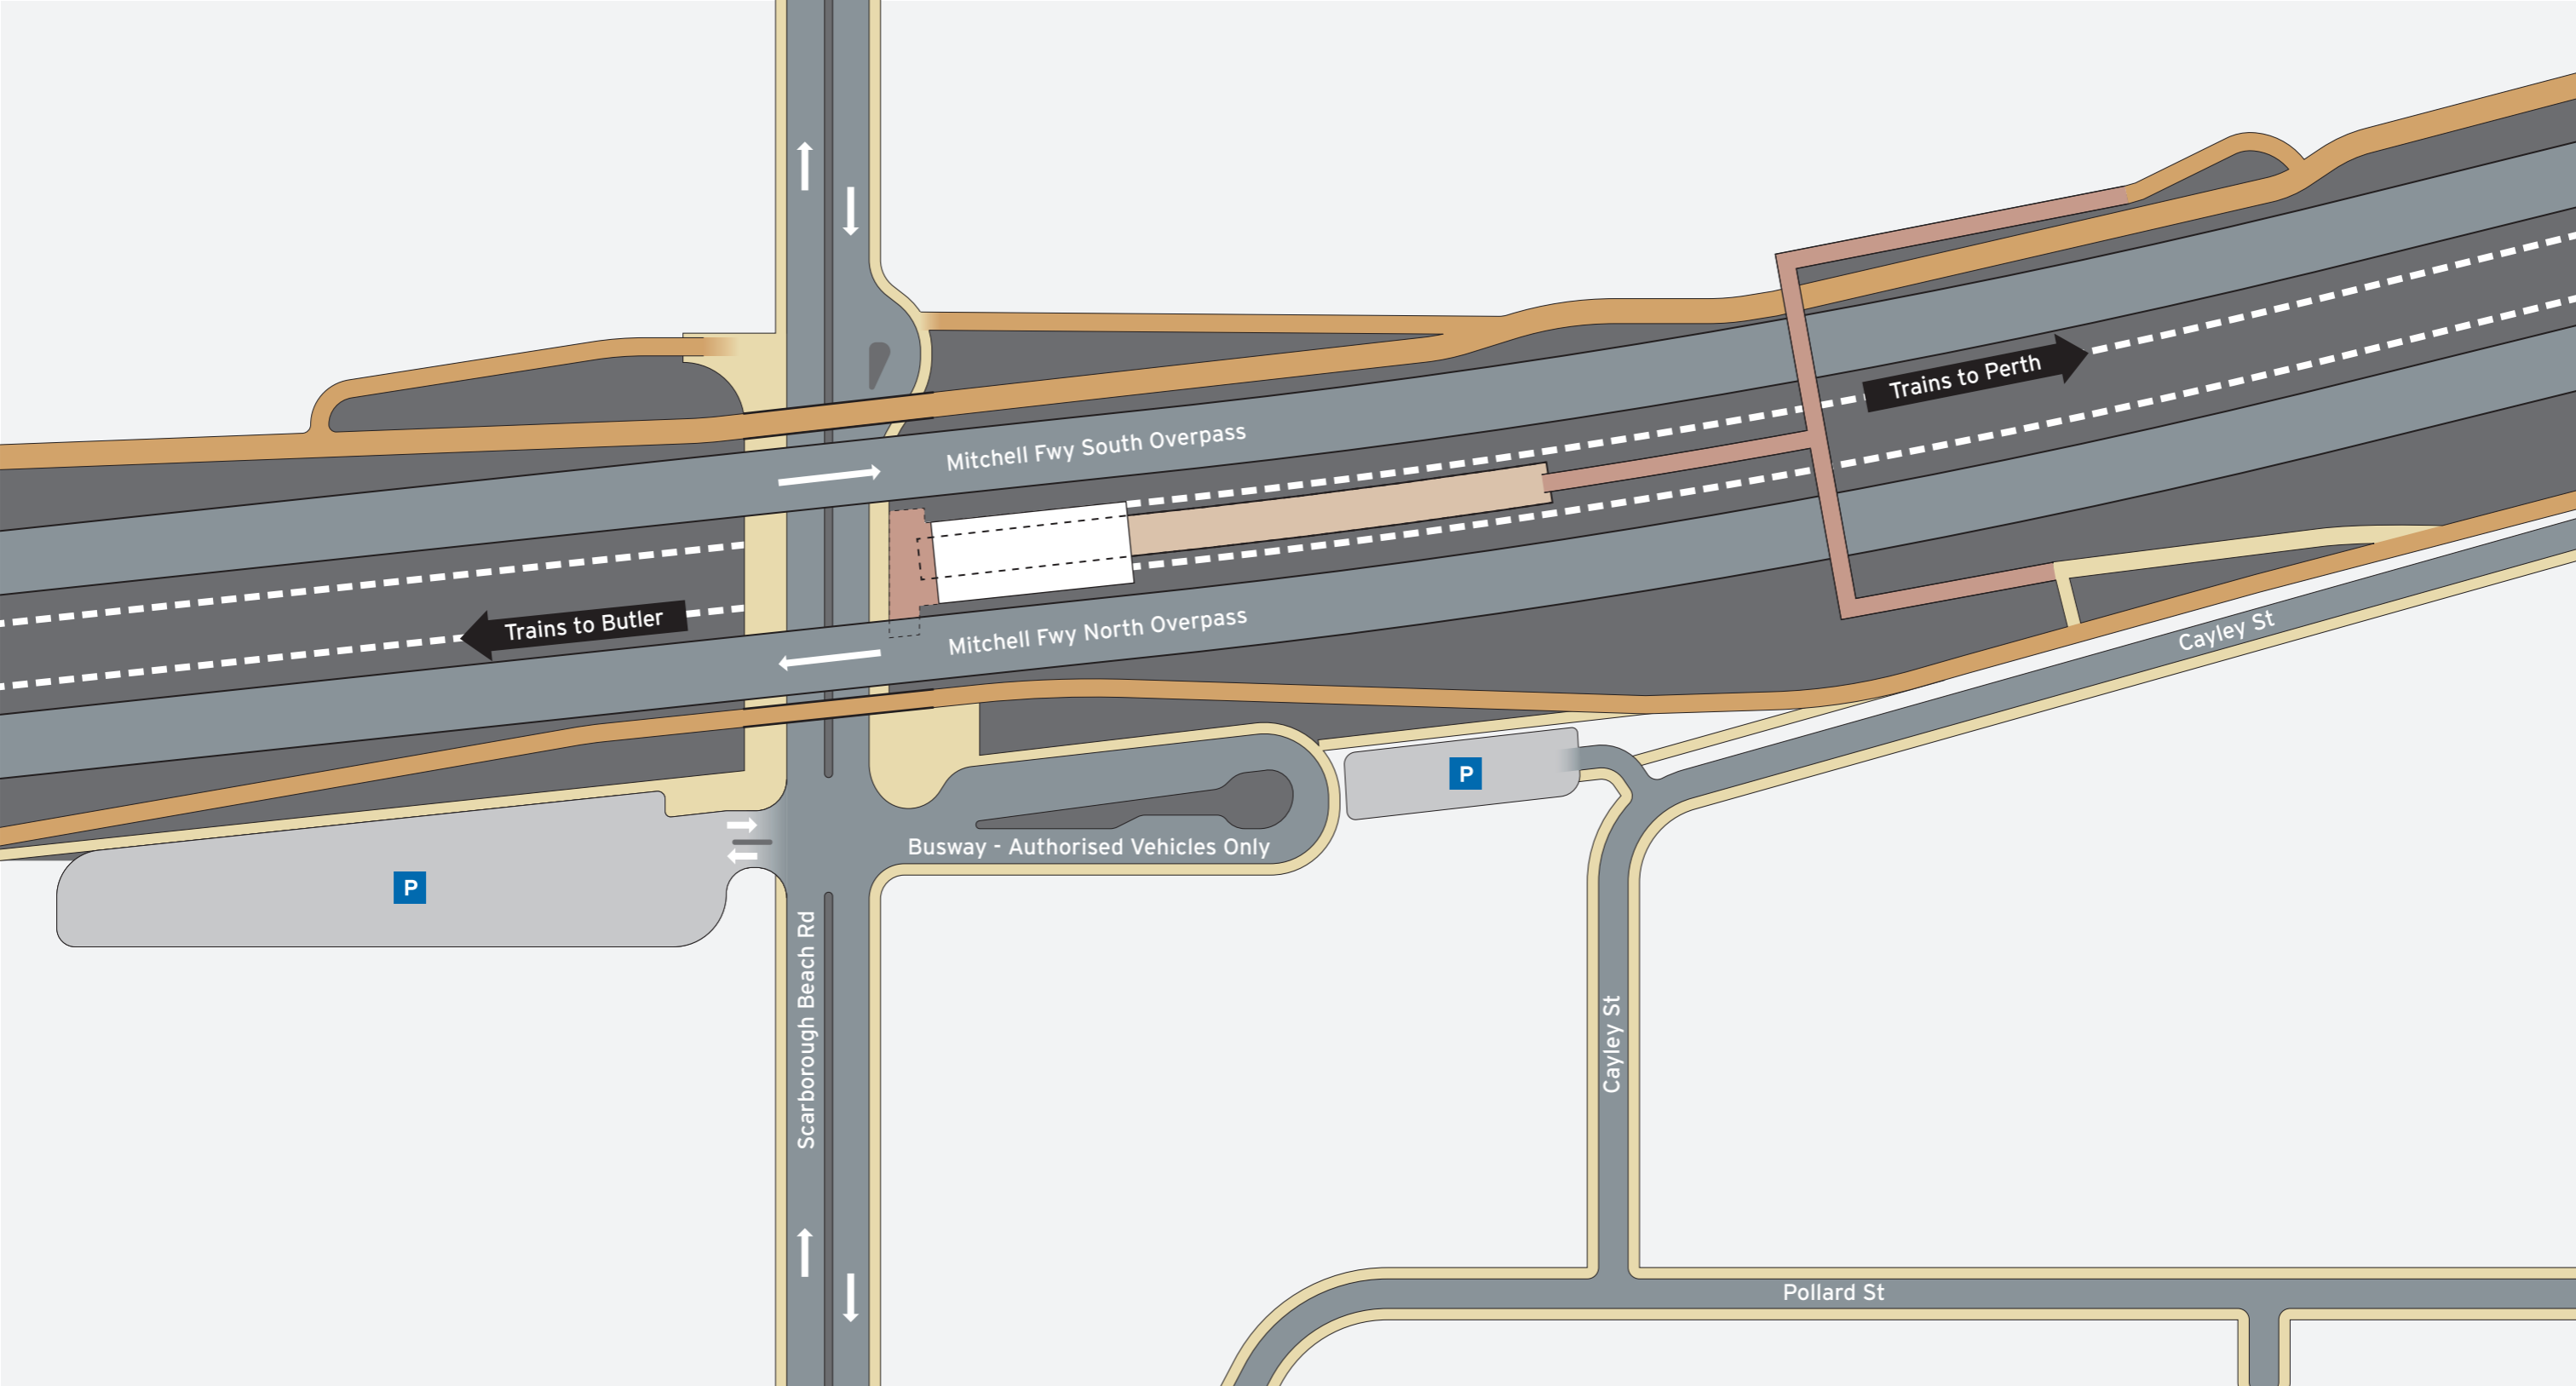 Trains to Perth
Mitchell Fwy South Overpass
Trains to Butler
Mitchell Fwy North Overpass
Cayley St
P
Busway - Authorised Vehicles Only
P
Scarborough Beach Rd
Cayley St
Pollard St